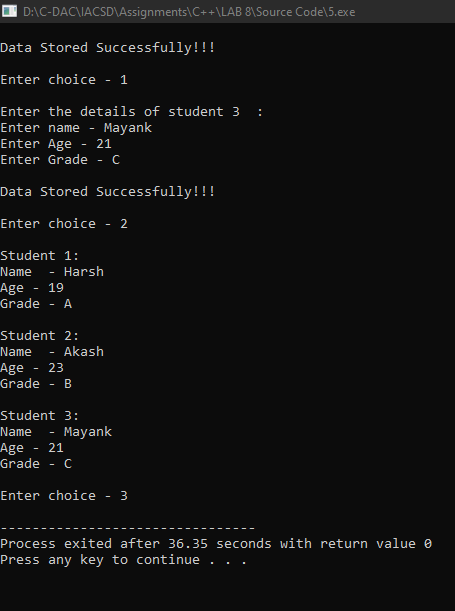 D:\C-DAC\IACSD\Assignments\C++\LAB 8\Source Code\5.exe
Data Stored Successfully!!!
Enter choice - 1
Enter the details of student 3  :
Enter name - Mayank
Enter Age - 21
Enter Grade - C
Data Stored Successfully!!!
Enter choice - 2
Student 1:
Name  - Harsh
Age - 19
Grade - A
Student 2:
Name  - Akash
Age - 23
Grade - B
Student 3:
Name  - Mayank
Age - 21
Grade - C
Enter choice - 3
--------------------------------
Process exited after 36.35 seconds with return value 0
Press any key to continue . . .